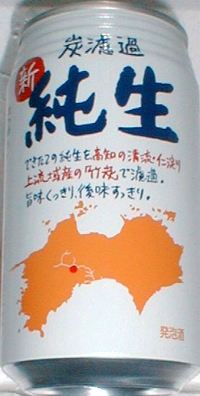 炭濾過
新
純生
できたての純生を、高知の清流・仁淀川
上流域産の「竹炭」で濾過。
旨味くっきり、後味すっきり。
発泡酒